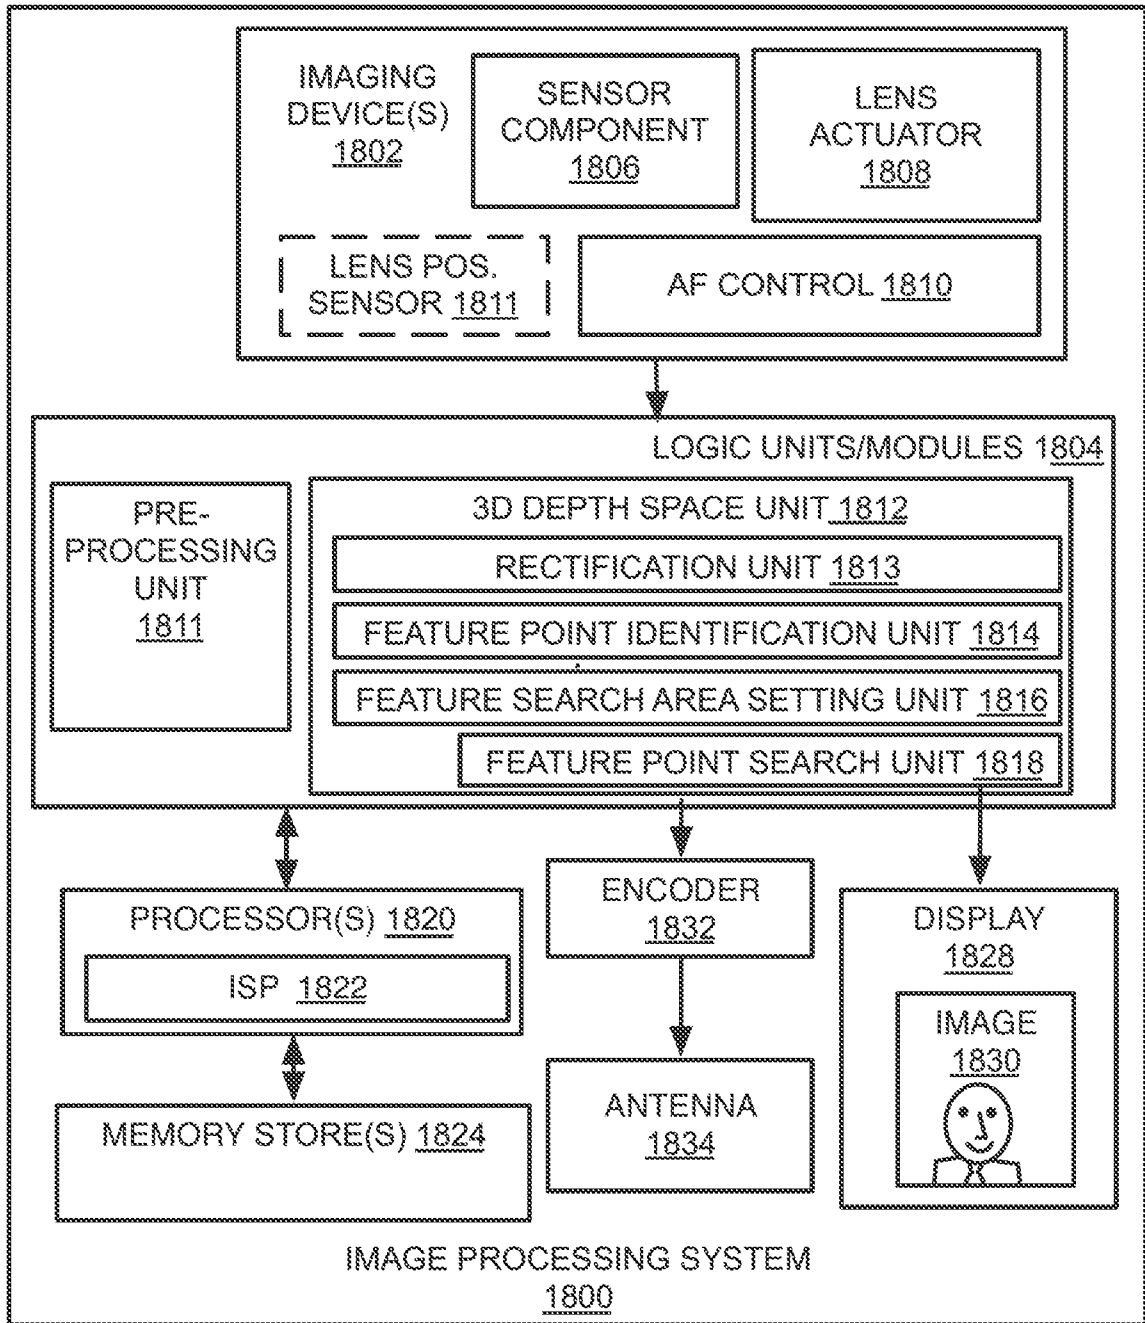 IMAGING
DEVICE(S)
1802
SENSOR
COMPONENT
1806
LENS
ACTUATOR
1808
LENS POS.
SENSOR 1811
AF CONTROL 1810
LOGIC UNITS/MODULES 1804
PRE-
PROCESSING
UNIT
1811
3D DEPTH SPACE UNIT 1812
RECTIFICATION UNIT 1813
FEATURE POINT IDENTIFICATION UNIT 1814
FEATURE SEARCH AREA SETTING UNIT 1816
FEATURE POINT SEARCH UNIT 1818
PROCESSOR(S) 1820
ISP 1822
MEMORY STORE(S) 1824
ENCODER
1832
ANTENNA
1834
DISPLAY
1828
IMAGE
1830
IMAGE PROCESSING SYSTEM
1800